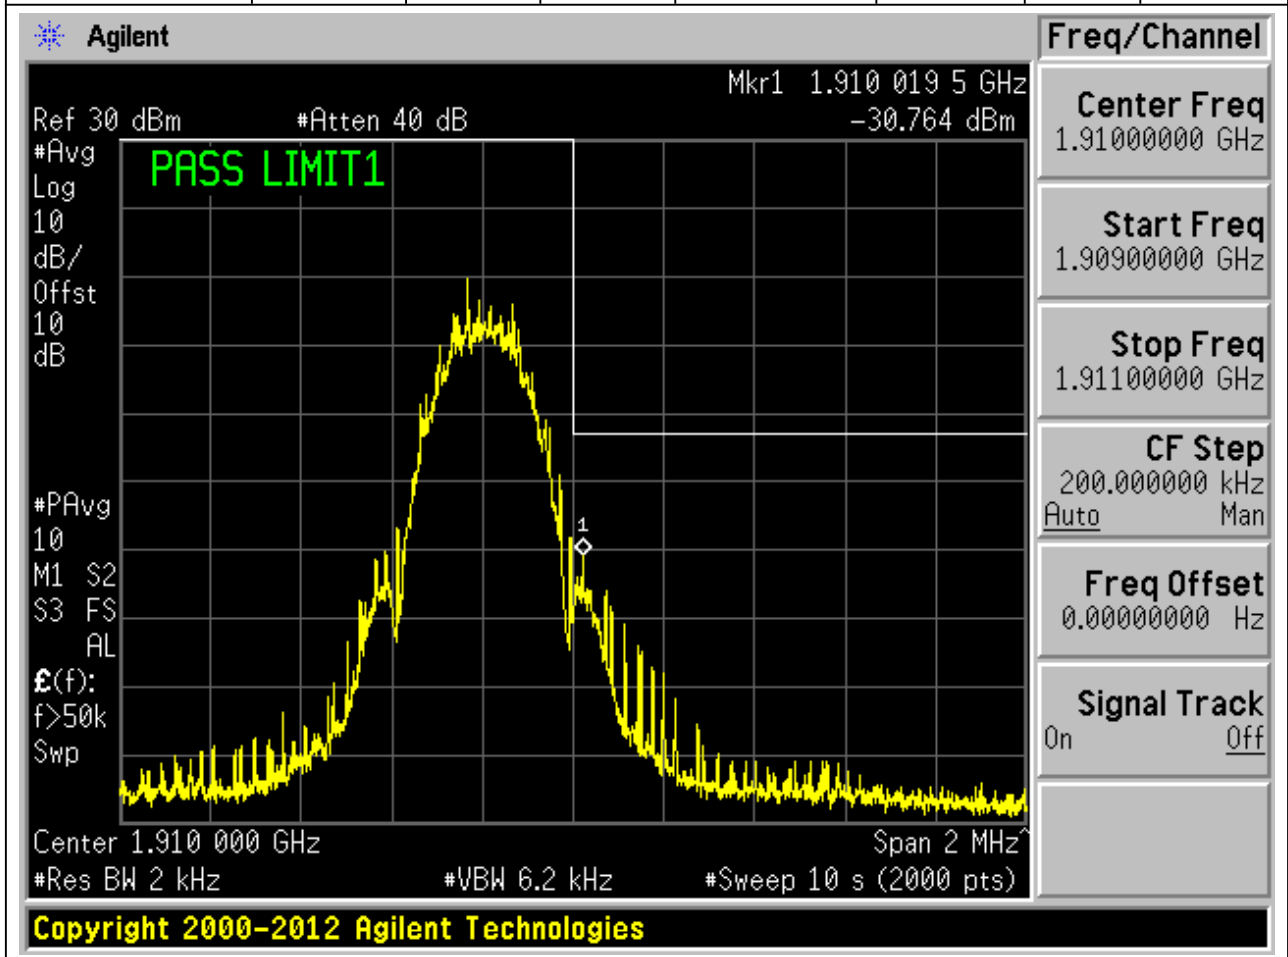 Agilent
Freq/Channel
Mkr1 1.910 019 5 GHz
Ref 30 dBm #Atten 40 dB -30.764 dBm
#Avg
Log
10
dB/
Offst
10
dB
PASS LIMIT1
1
#PAvg
10
M1 S2
S3 FS
AL
£(f):
f>50k
Swp
Center 1.910 000 GHz Span 2 MHz^
#Res BW 2 kHz #VBW 6.2 kHz #Sweep 10 s (2000 pts)
Copyright 2000-2012 Agilent Technologies
Center Freq
1.91000000 GHz
Start Freq
1.90900000 GHz
Stop Freq
1.91100000 GHz
CF Step
200.000000 kHz
Auto Man
Freq Offset
0.00000000 Hz
Signal Track
On Off